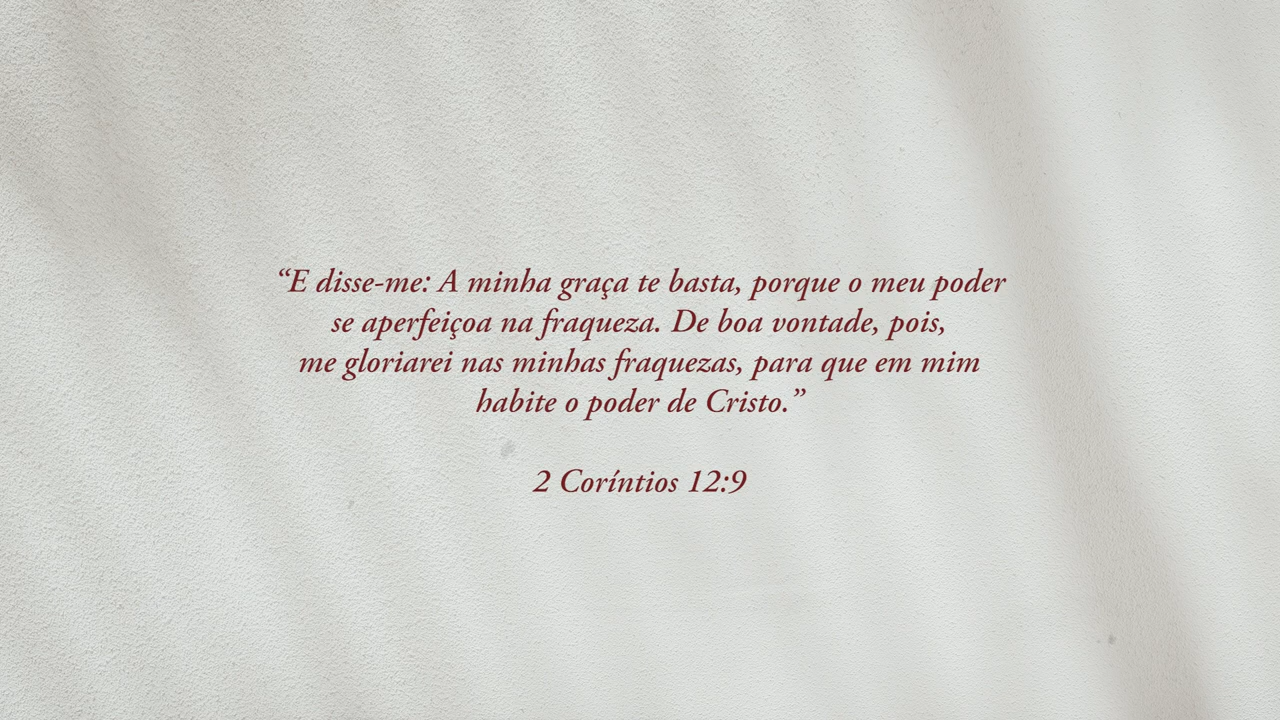 “E disse-me: A minha graça te basta, porque o meu poder
se aperfeiçoa na fraqueza. De boa vontade, pois,
me gloriarei nas minhas fraquezas, para que em mim
habite o poder de Cristo.”
2 Coríntios 12:9